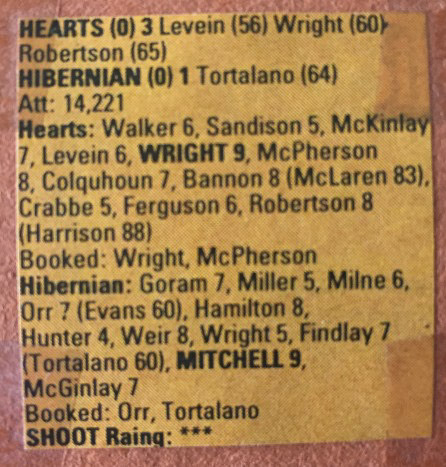 HEARTS (0) 3 Levein (56) Wright (60)
Robertson (65)
HIBERNIAN (0) 1 Tortalano (64)
Att: 14,221
Hearts: Walker 6, Sandison 5, McKinlay
7, Levein 6, WRIGHT 9, McPherson
8, Colquhoun 7, Bannon 8 (McLaren 83),
Crabbe 5, Ferguson 6, Robertson 8
(Harrison 88)
Booked: Wright, McPherson
Hibernian: Goram 7, Miller 5, Milne 6,
Orr 7 (Evans 60), Hamilton 8,
Hunter 4, Weir 8, Wright 5, Findlay 7
(Tortalano 60), MITCHELL 9,
McGinlay 7
Booked: Orr, Tortalano
SHOOT Raing: ***